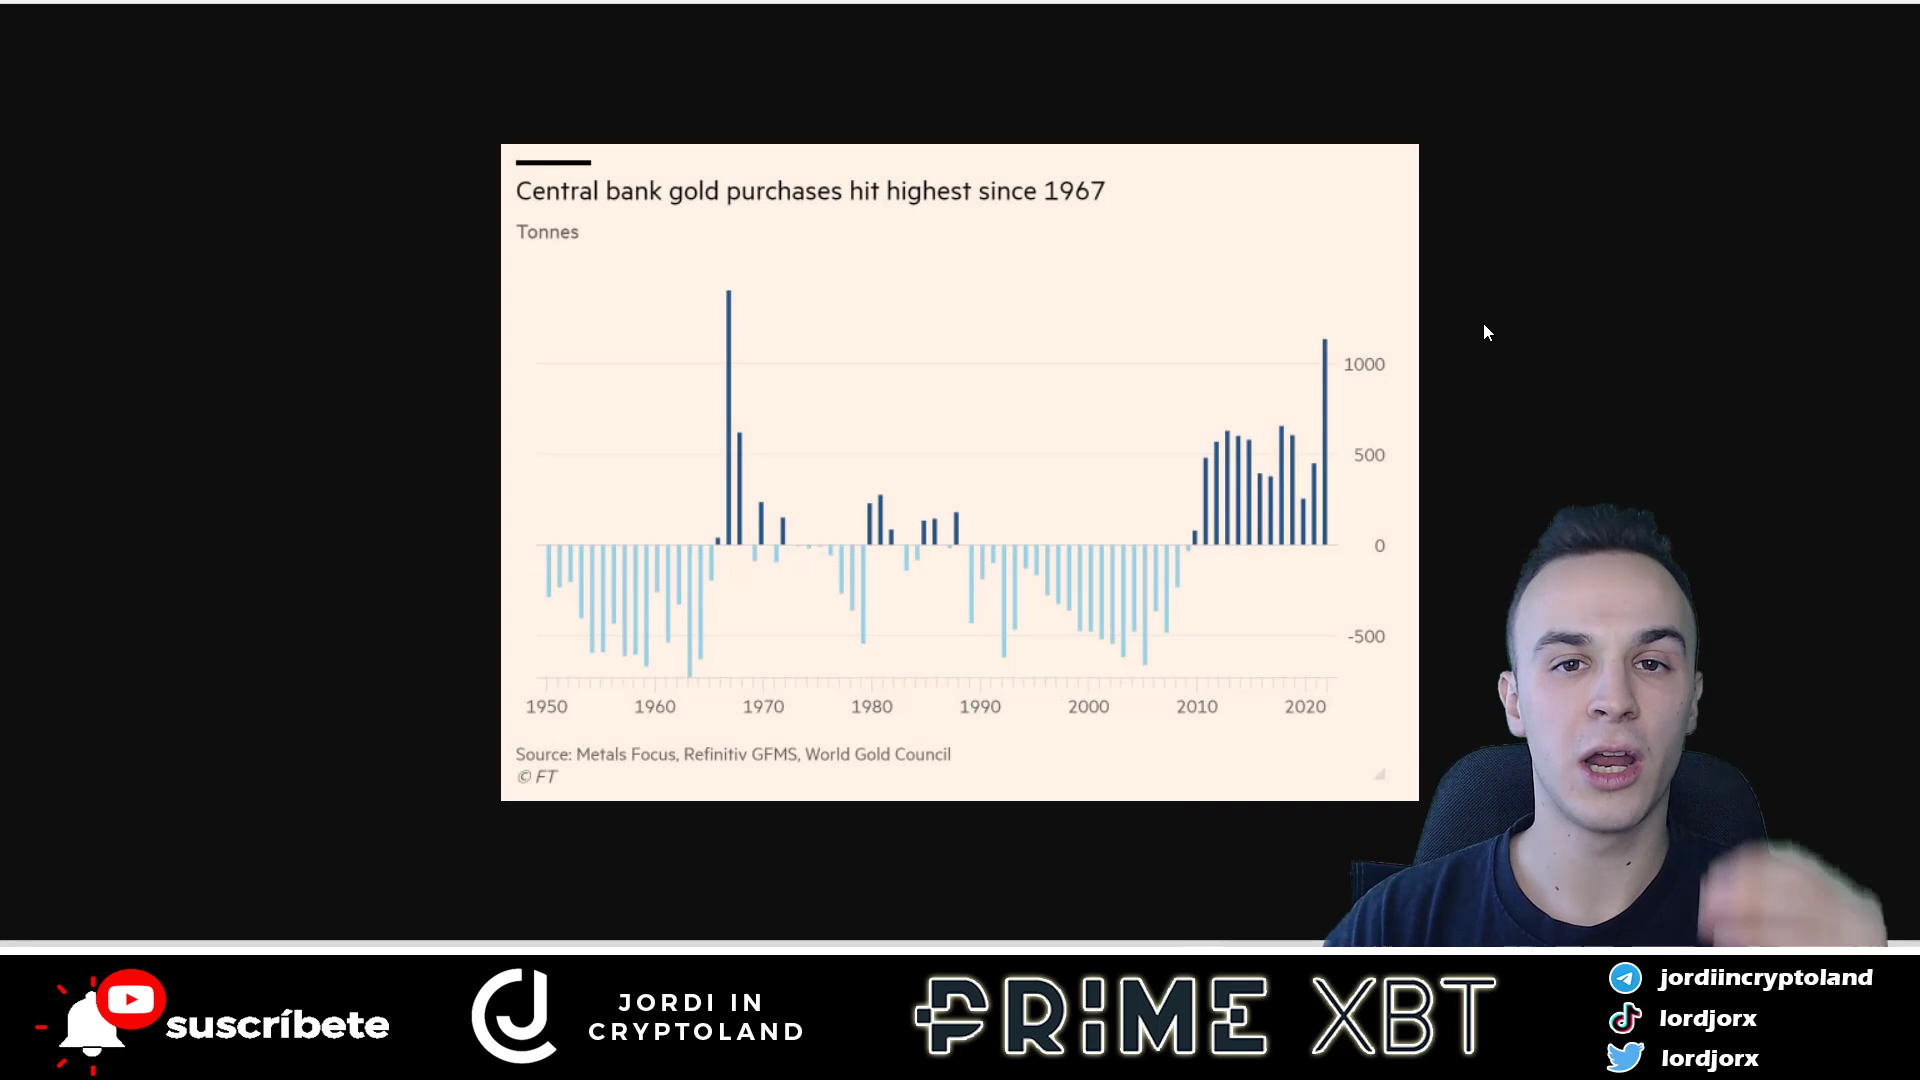 Central bank gold purchases hit highest since 1967
Tonnes
1000
500
0
-500
1950 1960 1970 1980 1990 2000 2010 2020
Source: Metals Focus, Refinitiv GFMS, World Gold Council
© FT
suscríbete
JORDI IN
CRYPTOLAND
PRIME XBT
jordiincryptoland
lordjorx
lordjorx